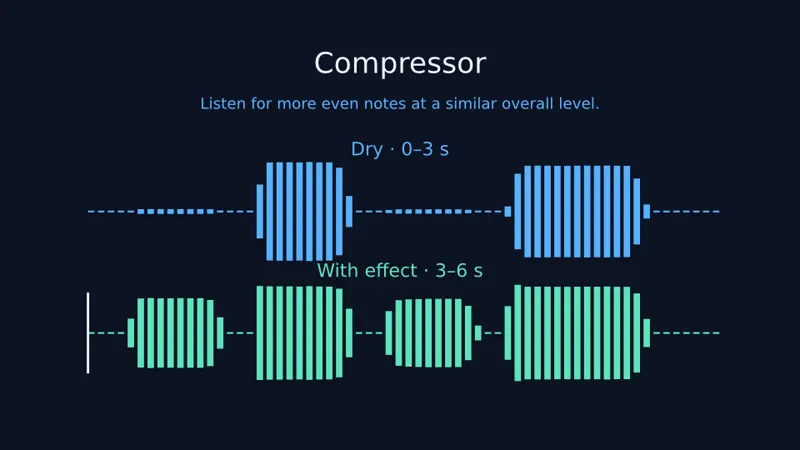 Compressor
Listen for more even notes at a similar overall level.
Dry · 0–3 s
With effect · 3–6 s